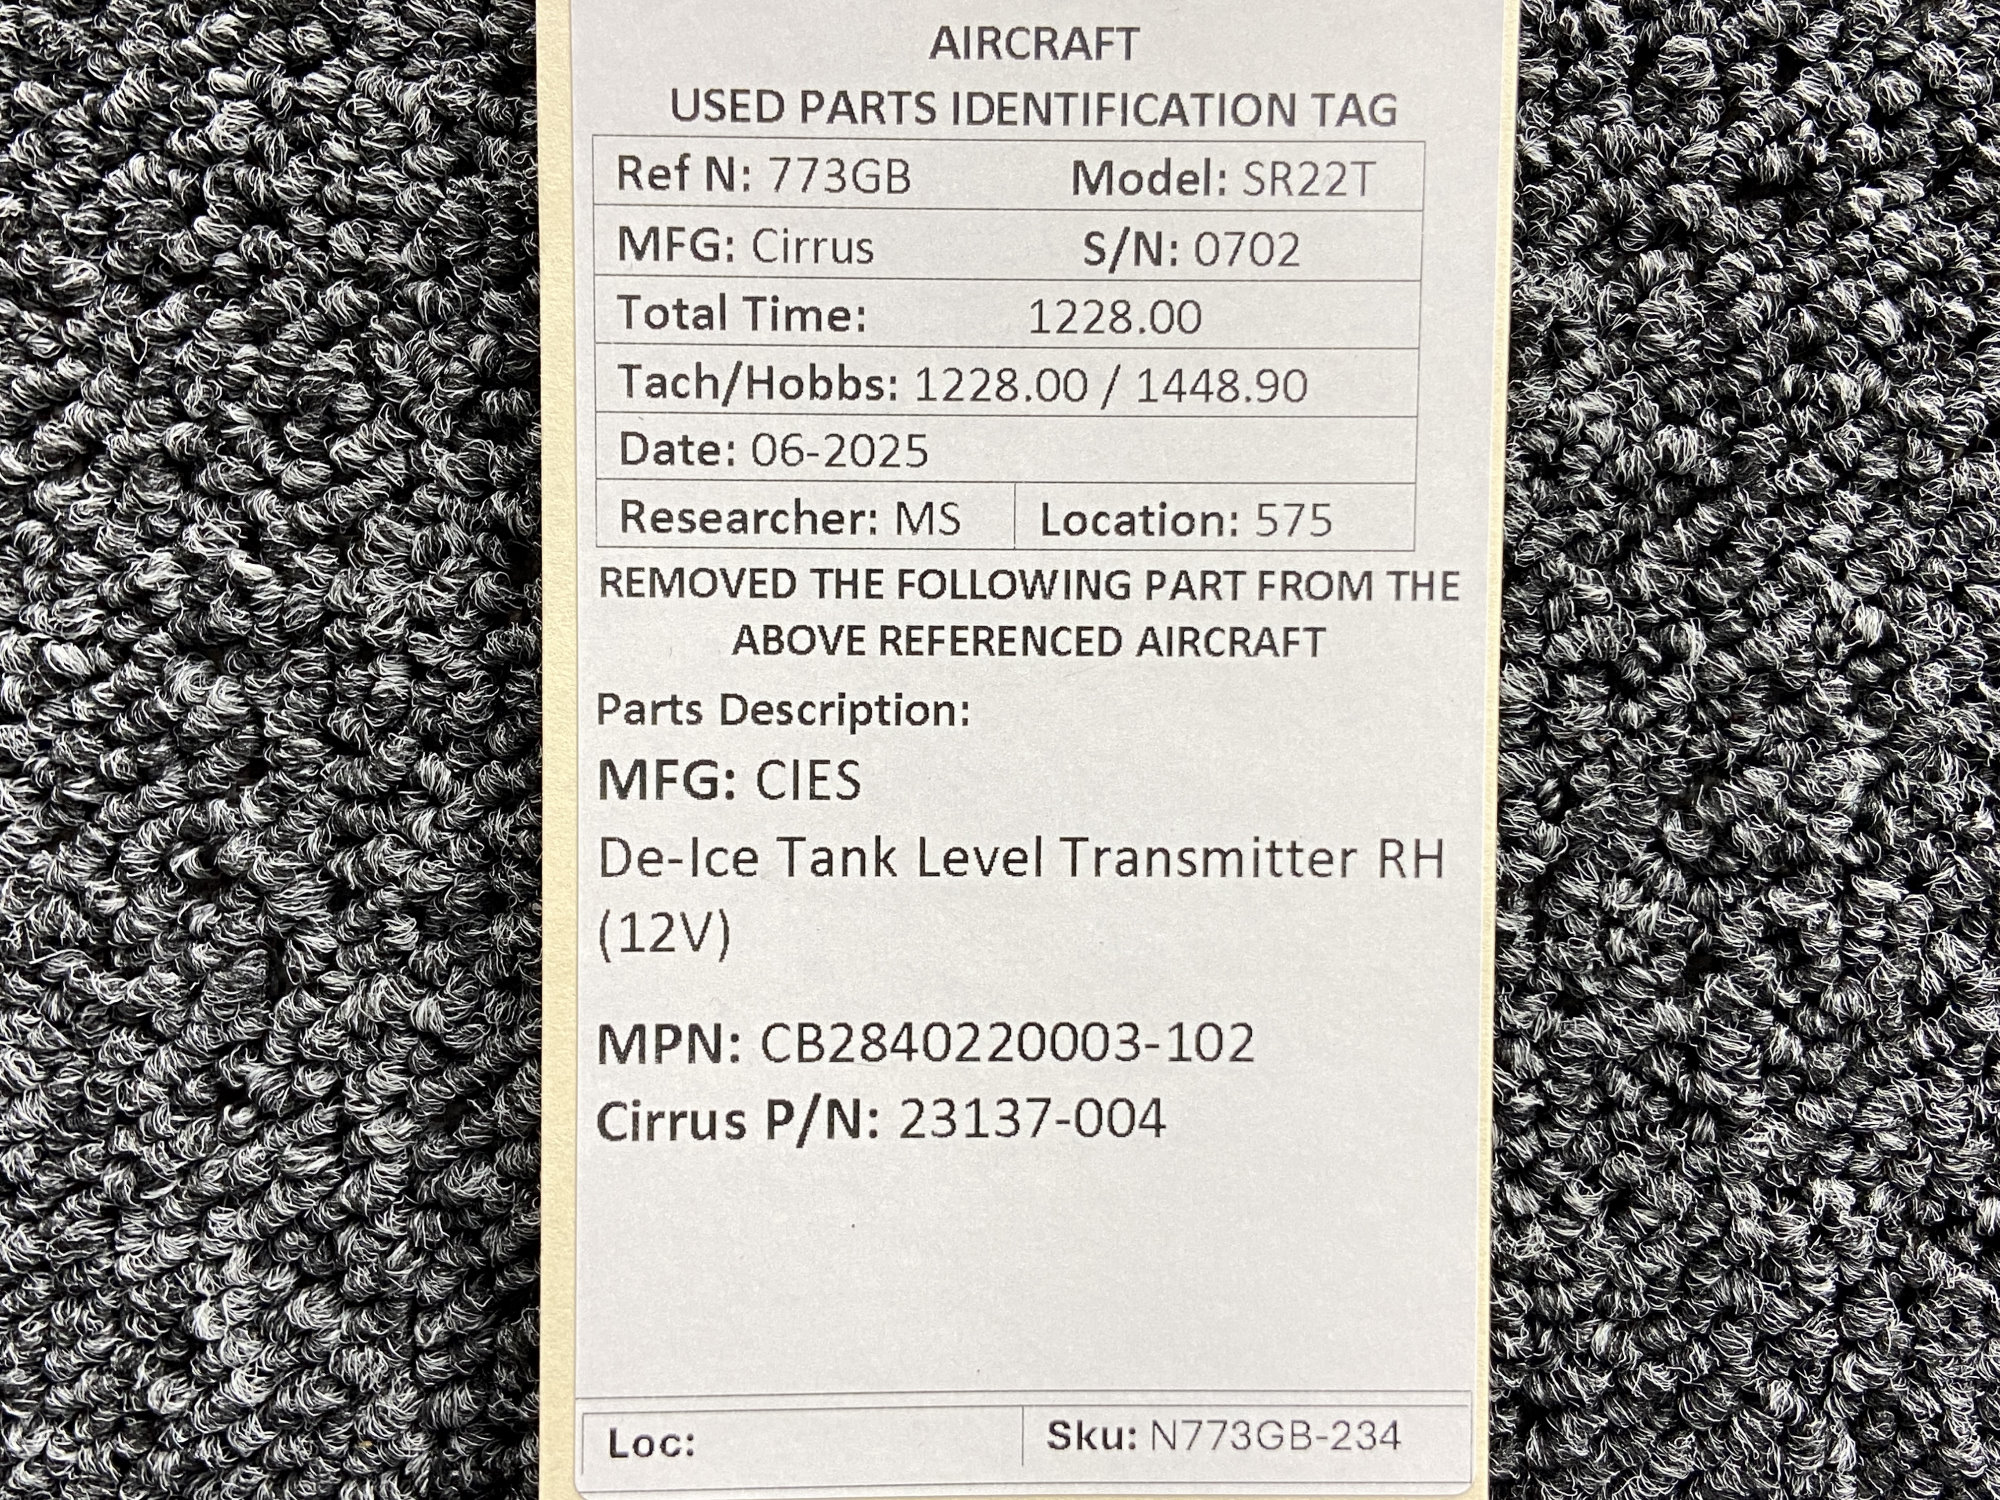 AIRCRAFT
USED PARTS IDENTIFICATION TAG
Ref N: 773GB Model: SR22T
MFG: Cirrus S/N: 0702
Total Time: 1228.00
Tach/Hobbs: 1228.00 / 1448.90
Date: 06-2025
Researcher: MS Location: 575
REMOVED THE FOLLOWING PART FROM THE
ABOVE REFERENCED AIRCRAFT
Parts Description:
MFG: CIES
De-Ice Tank Level Transmitter RH
(12V)
MPN: CB2840220003-102
Cirrus P/N: 23137-004
Loc: Sku: N773GB-234